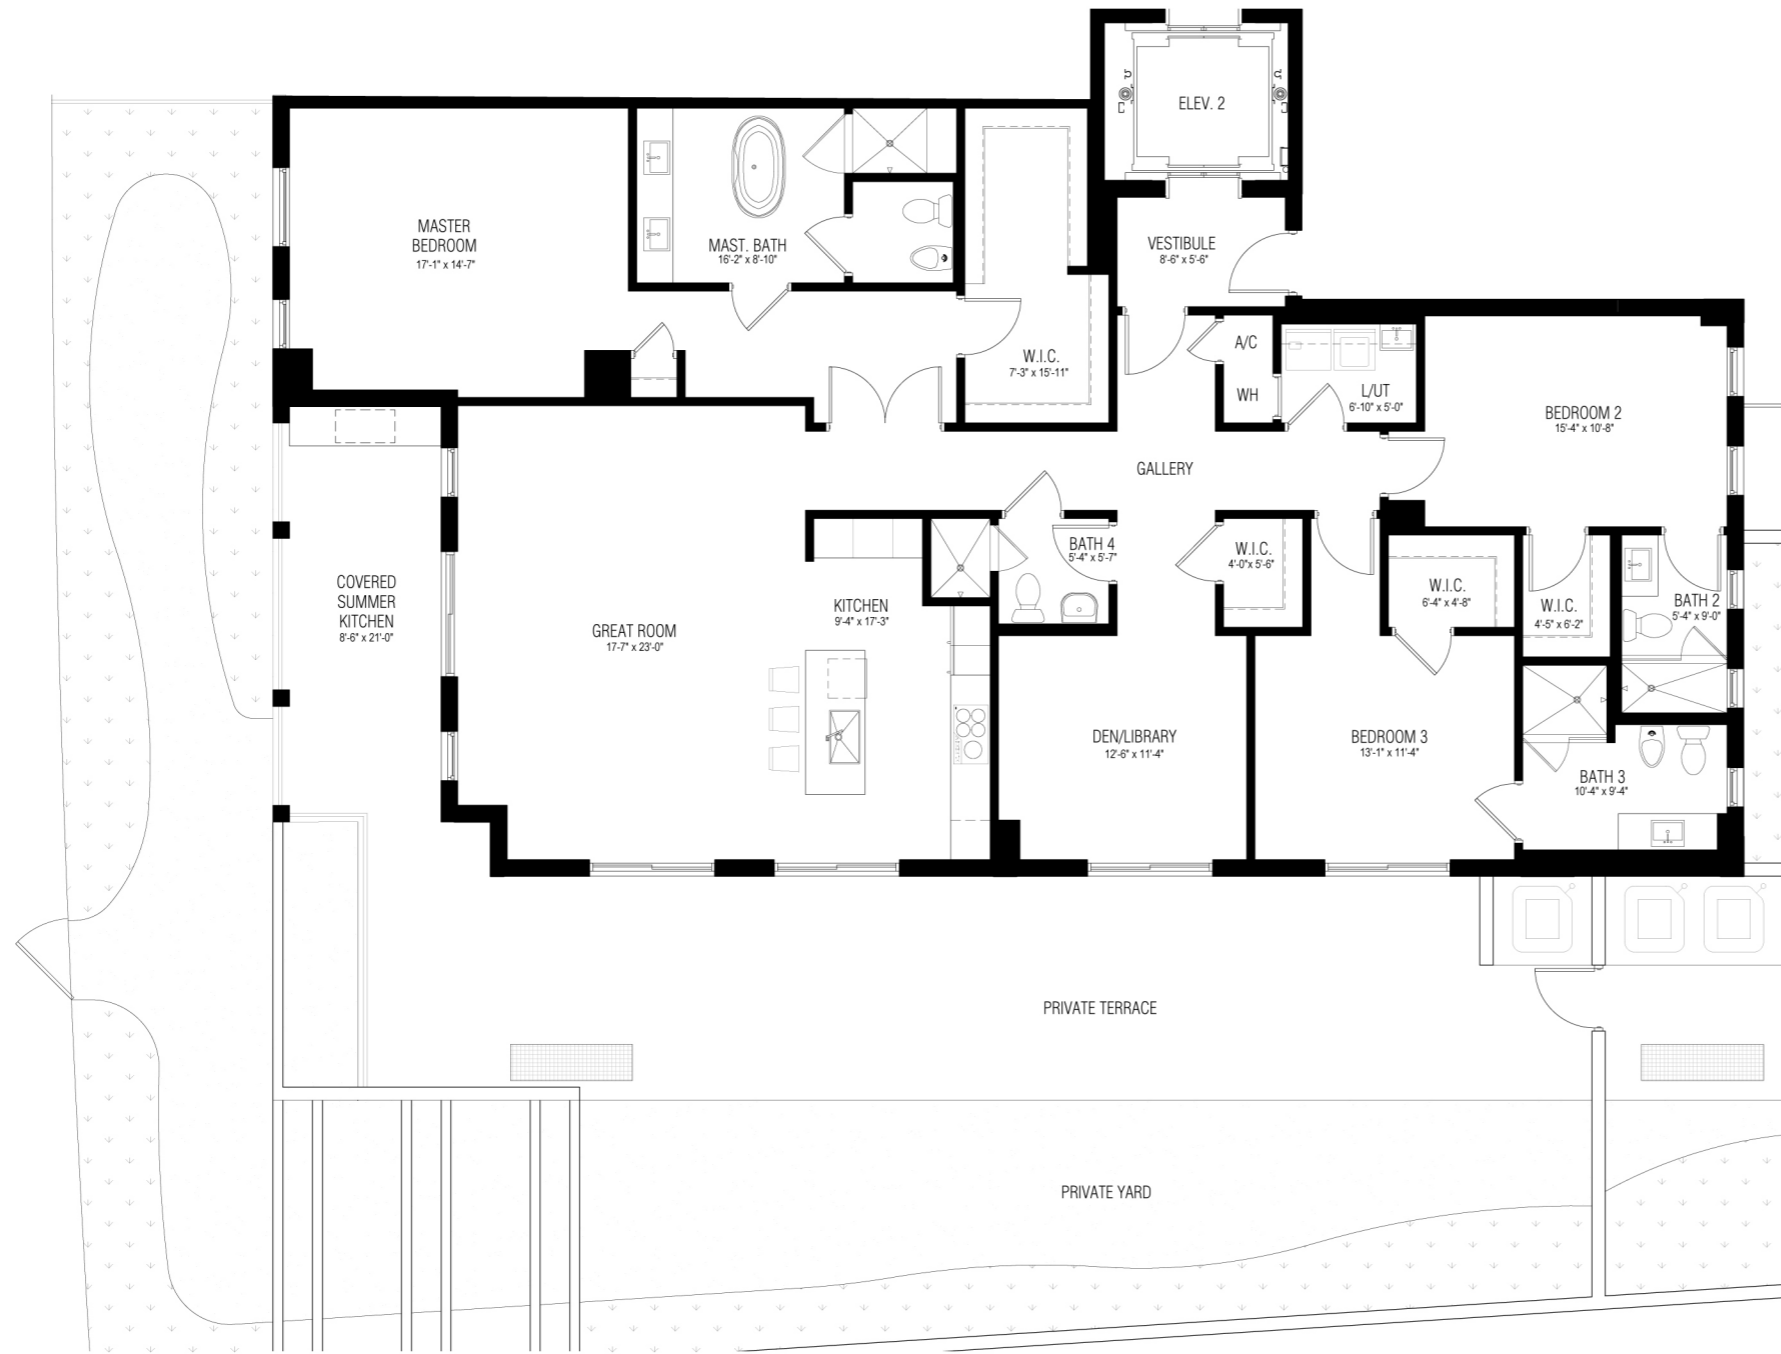 ELEV. 2
MASTER
BEDROOM
17'-1" x 14'-7"
MAST. BATH
16'-2" x 8'-10"
VESTIBULE
8'-6" x 5'-6"
W.I.C.
7'-3" x 15'-11"
A/C
WH
L/UT
6'-10" x 5'-0"
BEDROOM 2
15'-4" x 10'-8"
GALLERY
BATH 4
5'-4" x 5'-7"
W.I.C.
4'-0"x 5'-6"
COVERED
SUMMER
KITCHEN
8'-6" x 21'-0"
GREAT ROOM
17'-7" x 23'-0"
KITCHEN
9'-4" x 17'-3"
W.I.C.
6'-4" x 4'-8"
W.I.C.
4'-5" x 6'-2"
BATH 2
5'-4" x 9'-0"
DEN/LIBRARY
12'-6" x 11'-4"
BEDROOM 3
13'-1" x 11'-4"
BATH 3
10'-4" x 9'-4"
PRIVATE TERRACE
PRIVATE YARD